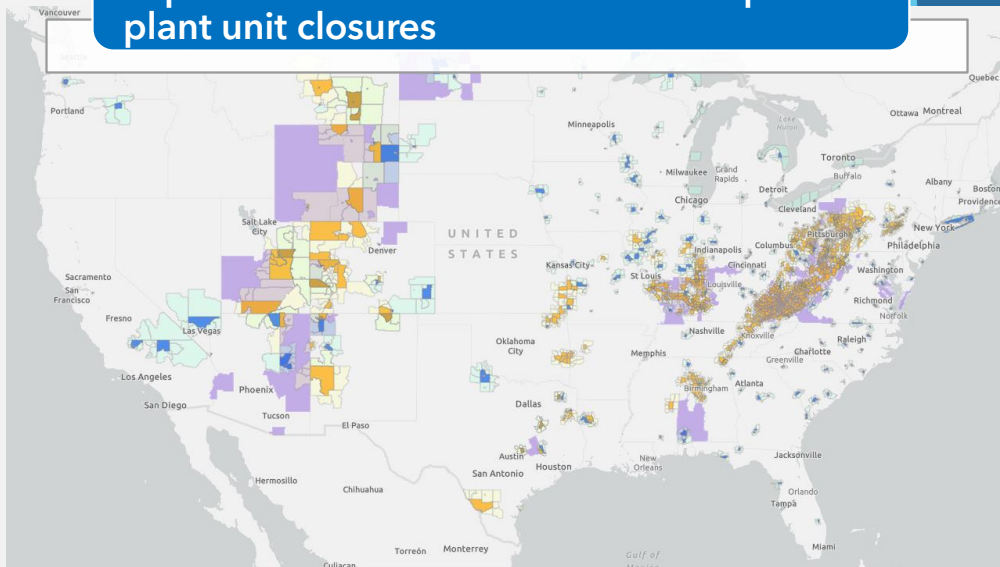 plant unit closures
Vancouver
Seattle
Portland
Quebec
Ottawa
Montreal
Minneapolis
Lake
Huron
Toronto
Milwaukee
Grand
Rapids
Buffalo
Albany
Boston
Detroit
Chicago
Cleveland
Providence
Salt Lake
City
UNITED
STATES
Denver
Pittsburgh
New York
Philadelphia
Indianapolis
Columbus
Kansas City
Cincinnati
Washington
Sacramento
San
Francisco
St Louis
Louisville
Richmond
Norfolk
Fresno
Las Vegas
Nashville
Knoxville
Raleigh
Oklahoma
City
Memphis
Charlotte
Greenville
Los Angeles
Phoenix
Birmingham
Atlanta
San Diego
Dallas
Tucson
El Paso
Austin
Houston
New
Orleans
Jacksonville
San Antonio
Hermosillo
Chihuahua
Orlando
Tampa
Miami
Torreón
Monterrey
Gulf of
Culiacan